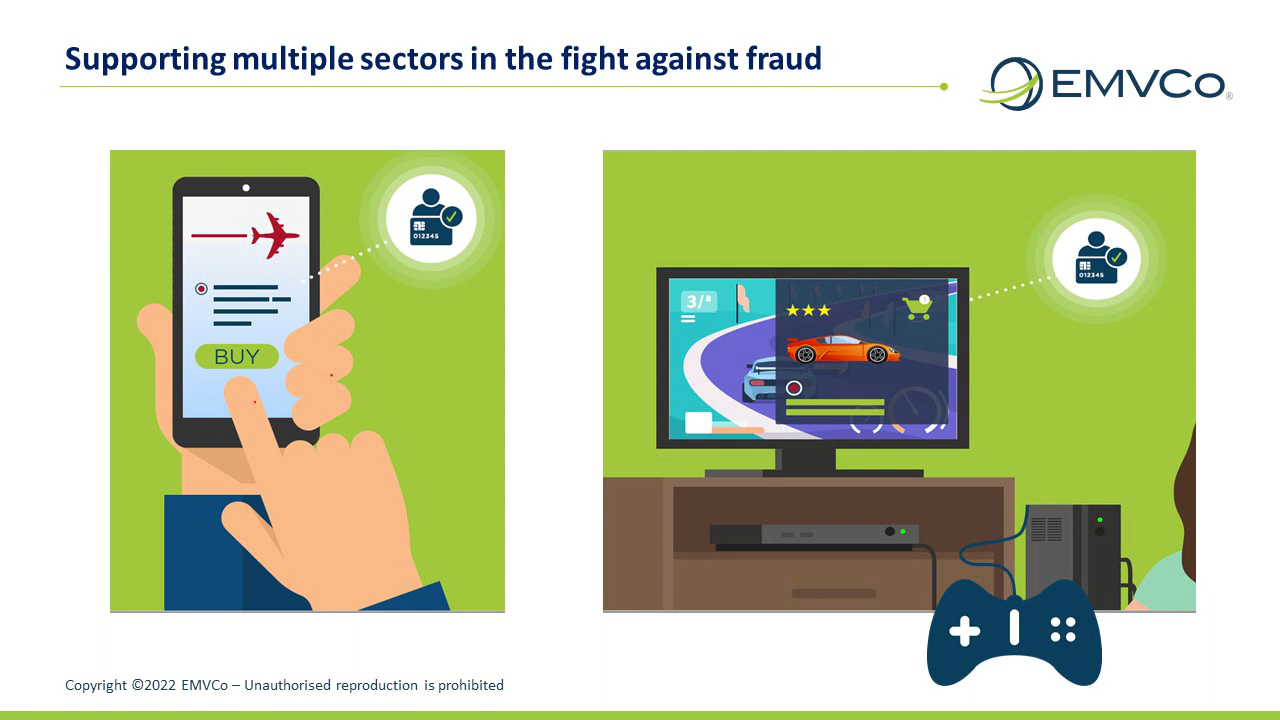 Supporting multiple sectors in the fight against fraud
EMVCo®
012345
BUY
3/8
1
012345
Copyright ©2022 EMVCo – Unauthorised reproduction is prohibited